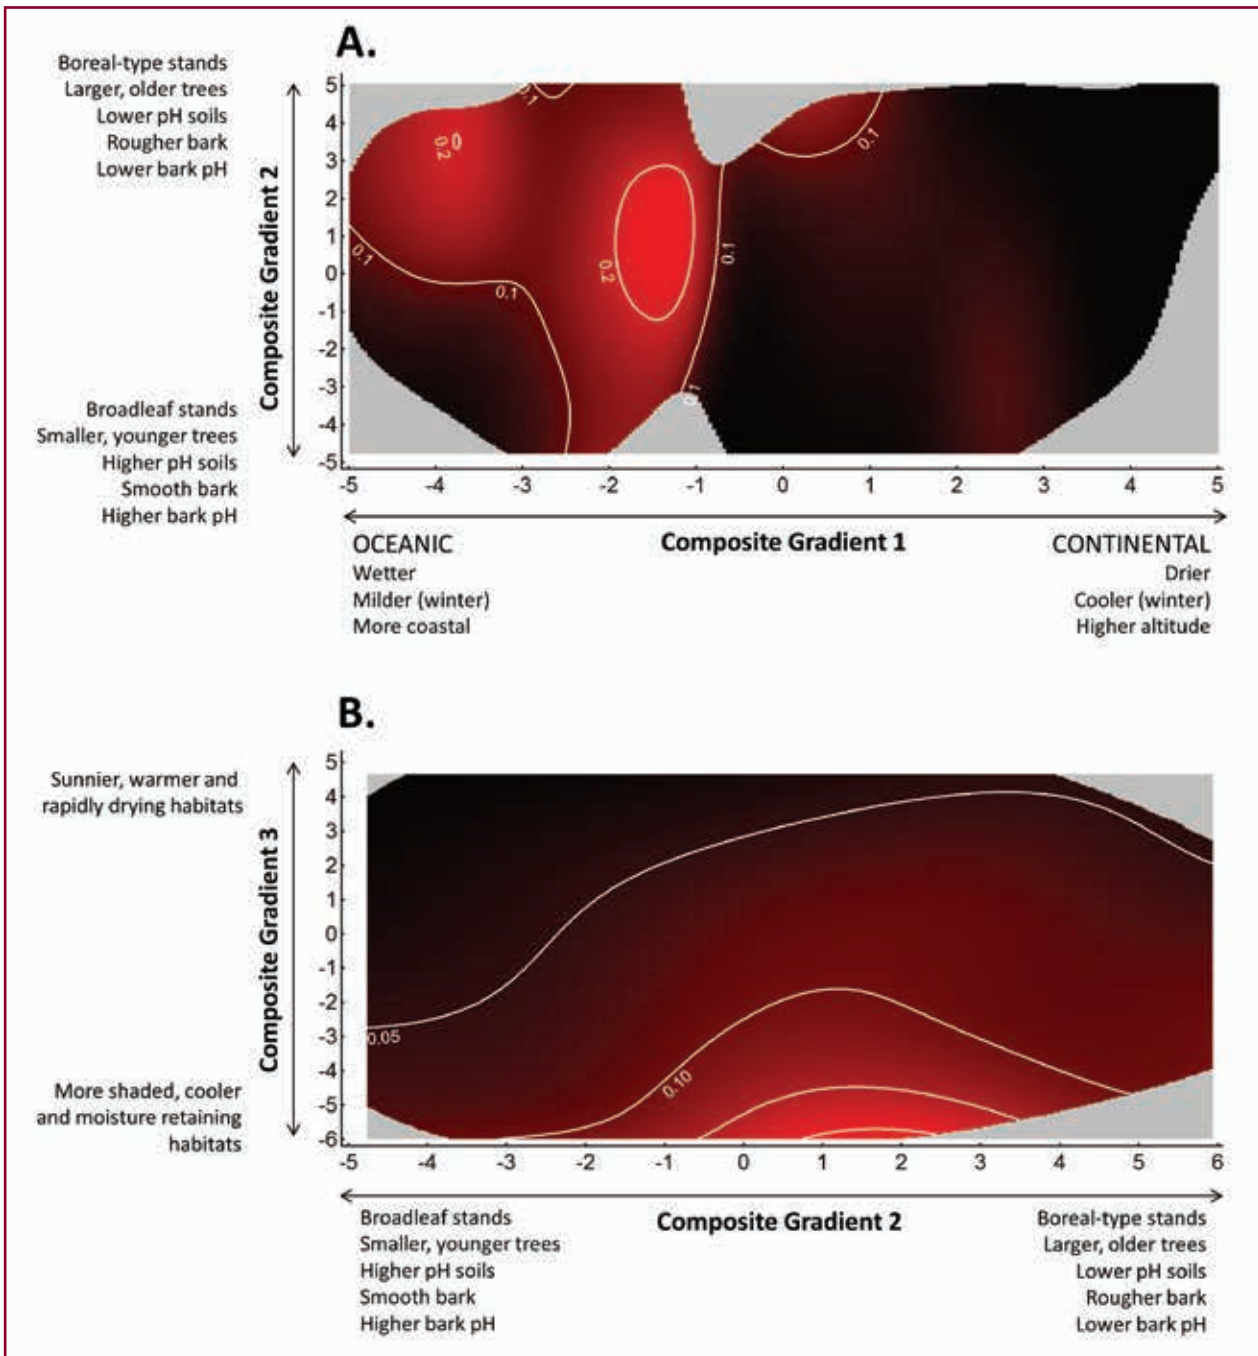 A.
Boreal-type stands
Larger, older trees
Lower pH soils
Rougher bark
Lower bark pH
Composite Gradient 2
Broadleaf stands
Smaller, younger trees
Higher pH soils
Smooth bark
Higher bark pH
5
4
3
2
1
0
-1
-2
-3
-4
-5
0.1
0.2
0.1
0.1
0.2
0.1
0.1
0.1
-5 -4 -3 -2 -1 0 1 2 3 4 5
Composite Gradient 1
OCEANIC
Wetter
Milder (winter)
More coastal
CONTINENTAL
Drier
Cooler (winter)
Higher altitude
B.
Sunnier, warmer and
rapidly drying habitats
Composite Gradient 3
More shaded, cooler
and moisture retaining
habitats
5
4
3
2
1
0
-1
-2
-3
-4
-5
-6
0.05
0.10
-5 -4 -3 -2 -1 0 1 2 3 4 5 6
Composite Gradient 2
Broadleaf stands
Smaller, younger trees
Higher pH soils
Smooth bark
Higher bark pH
Boreal-type stands
Larger, older trees
Lower pH soils
Rougher bark
Lower bark pH